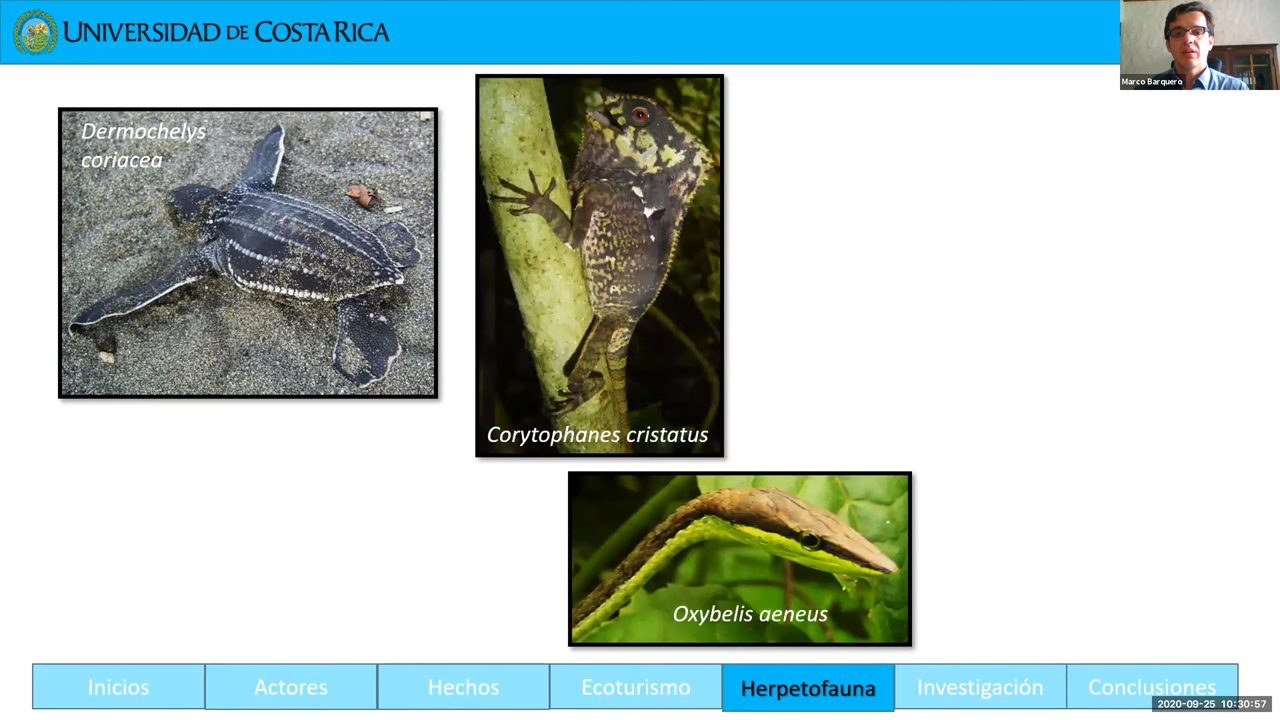 UNIVERSIDAD DE COSTA RICA
Marco Barquero
Dermochelys
coriacea
Corytophanes cristatus
Oxybelis aeneus
Inicios
Actores
Hechos
Ecoturismo
Herpetofauna
Investigación
Conclusiones
2020-09-25 10:30:57